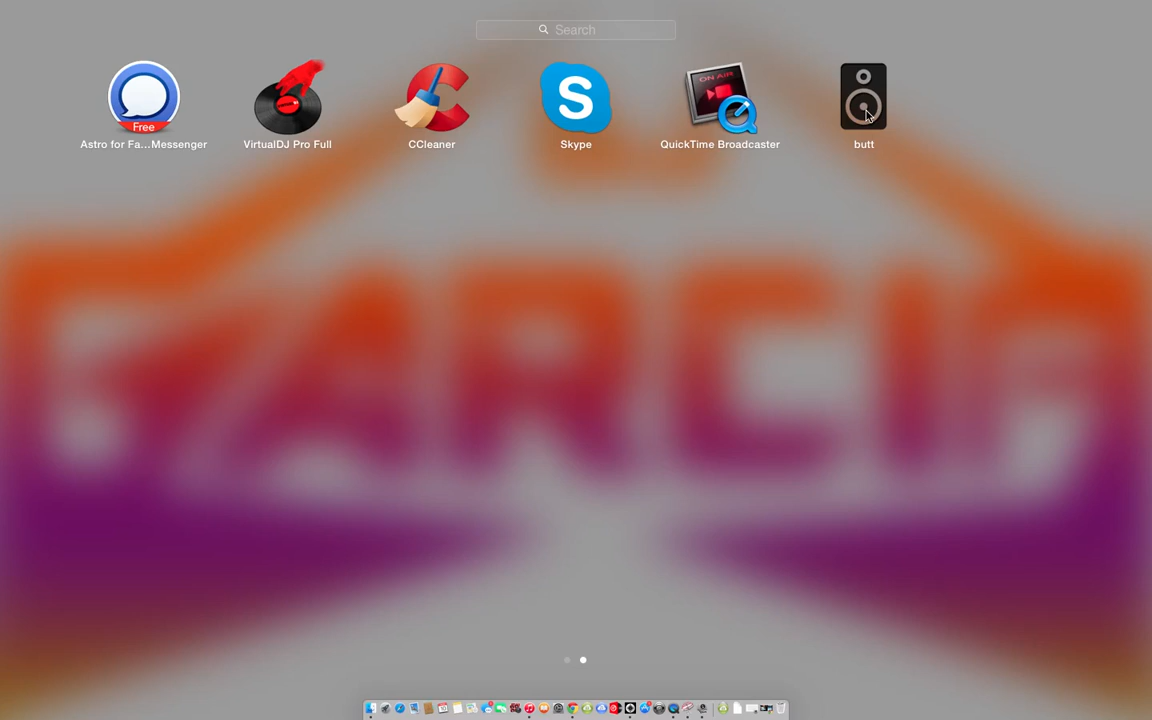 Search
ON AIR
Free
Astro for Fa...Messenger
VirtualDJ Pro Full
CCleaner
Skype
QuickTime Broadcaster
butt